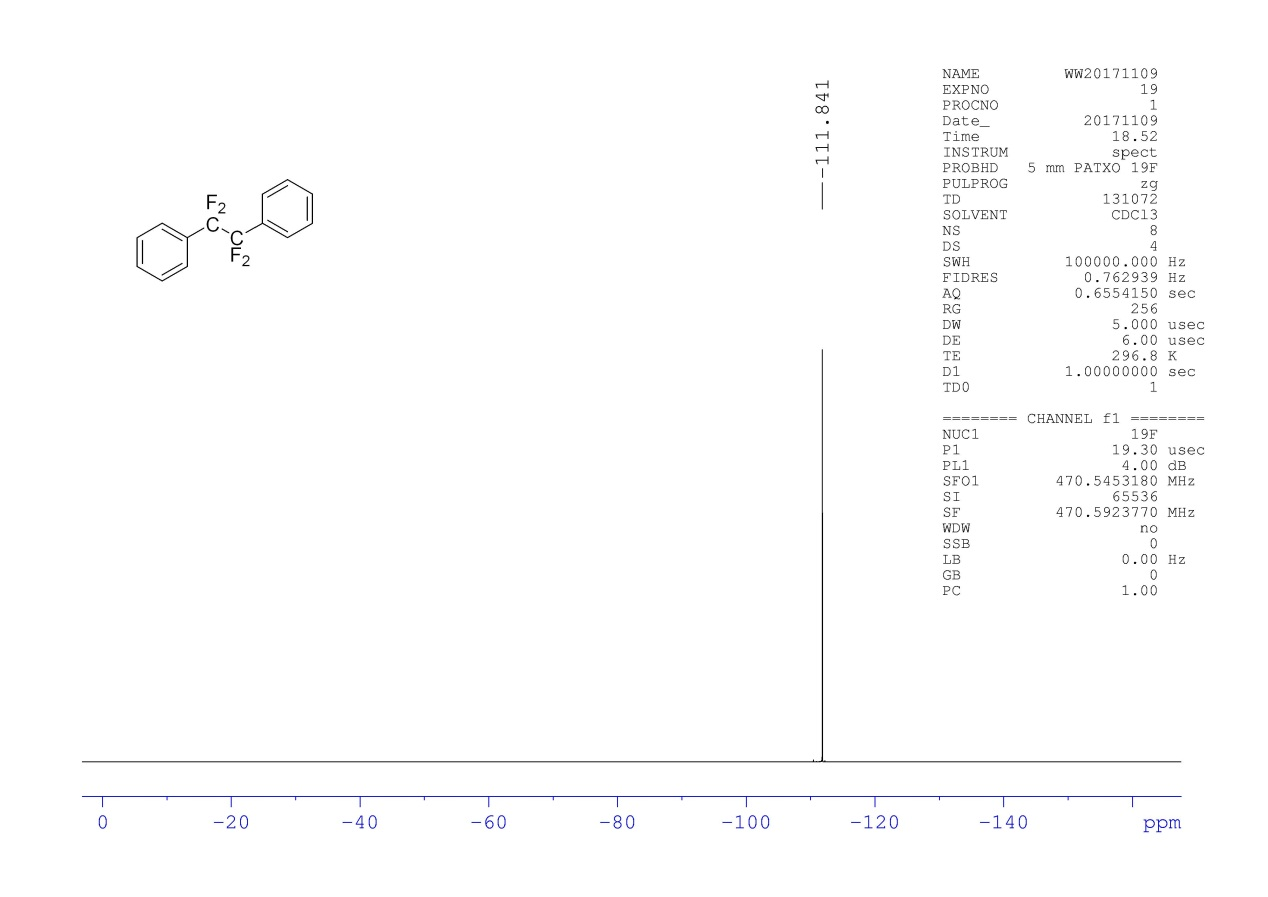 -111.841
F2
C
C
F2
NAME WW20171109
EXPNO 19
PROCNO 1
Date_ 20171109
Time 18.52
INSTRUM spect
PROBHD 5 mm PATXO 19F
PULPROG zg
TD 131072
SOLVENT CDCl3
NS 8
DS 4
SWH 100000.000 Hz
FIDRES 0.762939 Hz
AQ 0.6554150 sec
RG 256
DW 5.000 usec
DE 6.00 usec
TE 296.8 K
D1 1.00000000 sec
TD0 1
======== CHANNEL f1 ========
NUC1 19F
P1 19.30 usec
PL1 4.00 dB
SFO1 470.5453180 MHz
SI 65536
SF 470.5923770 MHz
WDW no
SSB 0
LB 0.00 Hz
GB 0
PC 1.00
0 -20 -40 -60 -80 -100 -120 -140 ppm